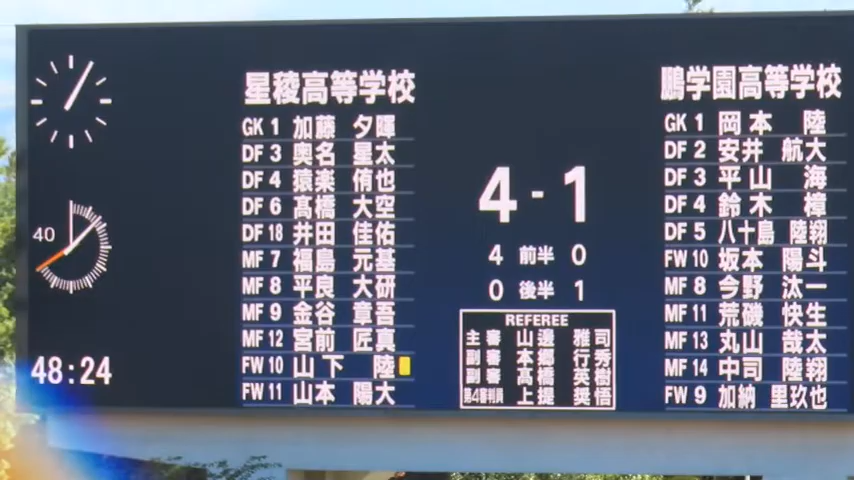 星稜高等学校
GK 1 加藤 夕暉
DF 3 奥名 星太
DF 4 猿楽 侑也
DF 6 髙橋 大空
DF 18 井田 佳佑
MF 7 福島 元基
MF 8 平良 大研
MF 9 金谷 章吾
MF 12 宮前 匠真
FW 10 山下 陸
FW 11 山本 陽大
4 - 1
4 前半 0
0 後半 1
REFEREE
主審 山邊 雅司
副審 本郷 行秀
副審 髙橋 英樹
第4審判員 上提 奨悟
鵬学園高等学校
GK 1 岡本 陸
DF 2 安井 航大
DF 3 平山 海
DF 4 鈴木 樟
DF 5 八十島 陸翔
FW 10 坂本 陽斗
MF 8 今野 汰一
MF 11 荒磯 快生
MF 13 丸山 哉太
MF 14 中司 陸翔
FW 9 加納 里玖也
40
48:24